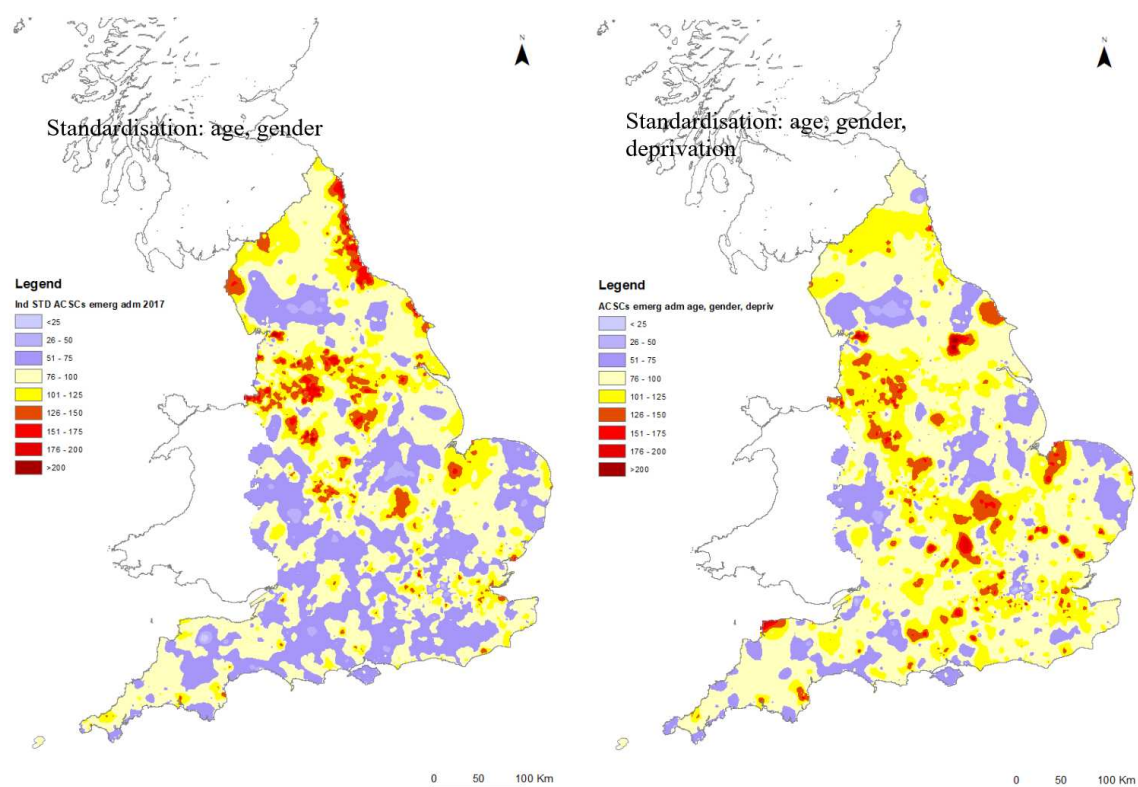 N
Standardisation: age, gender
Legend
Ind STD ACSCs emerg adm 2017
<25
26 - 50
51 - 75
76 - 100
101 - 125
126 - 150
151 - 175
176 - 200
>200
0 50 100 Km
N
Standardisation: age, gender,
deprivation
Legend
ACSCs emerg adm age, gender, depriv
< 25
26 - 50
51 - 75
76 - 100
101 - 125
126 - 150
151 - 175
176 - 200
>200
0 50 100 Km